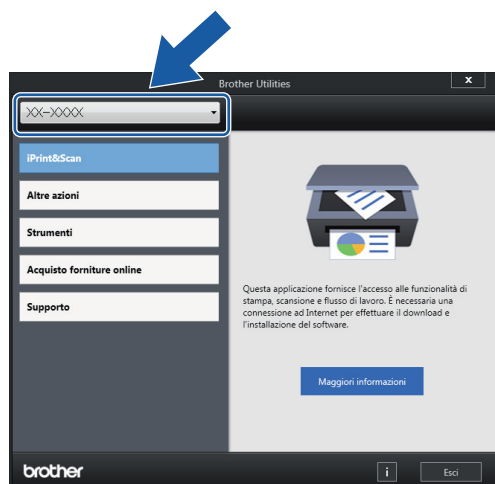 Brother Utilities
x
XX-XXXX
iPrint&Scan
Altre azioni
Strumenti
Acquisto forniture online
Supporto
Questa applicazione fornisce l'accesso alle funzionalità di
stampa, scansione e flusso di lavoro. È necessaria una
connessione ad Internet per effettuare il download e
l'installazione del software.
Maggiori informazioni
brother
i
Esci